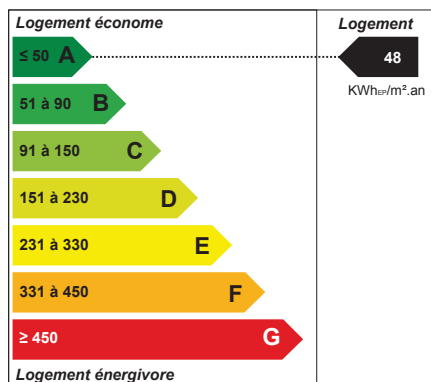 Logement économe
Logement
≤ 50 A
48
KWhEP/m².an
51 à 90 B
91 à 150 C
151 à 230 D
231 à 330 E
331 à 450 F
≥ 450 G
Logement énergivore